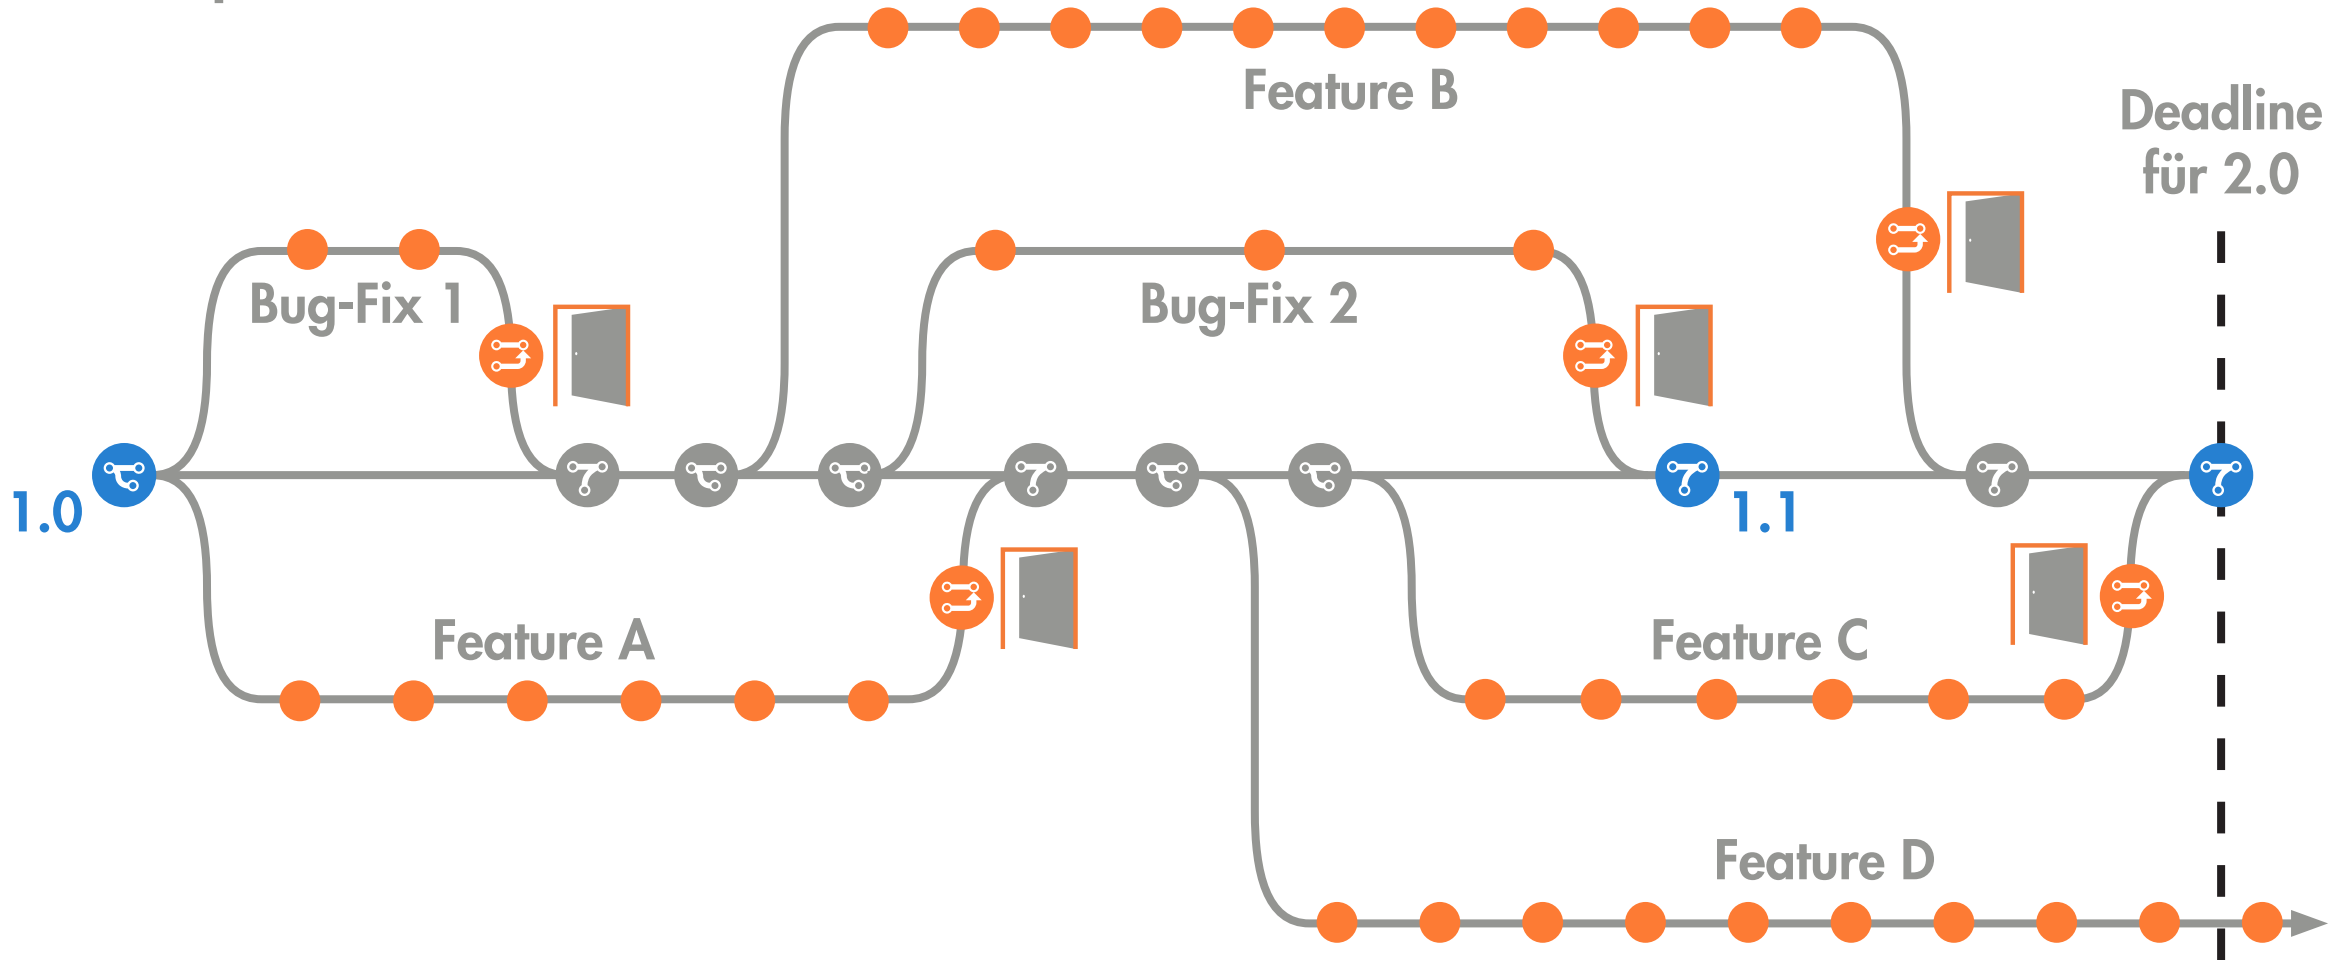 Feature B
Deadline
für 2.0
Bug-Fix 1
Bug-Fix 2
1.0
1.1
Feature A
Feature C
Feature D